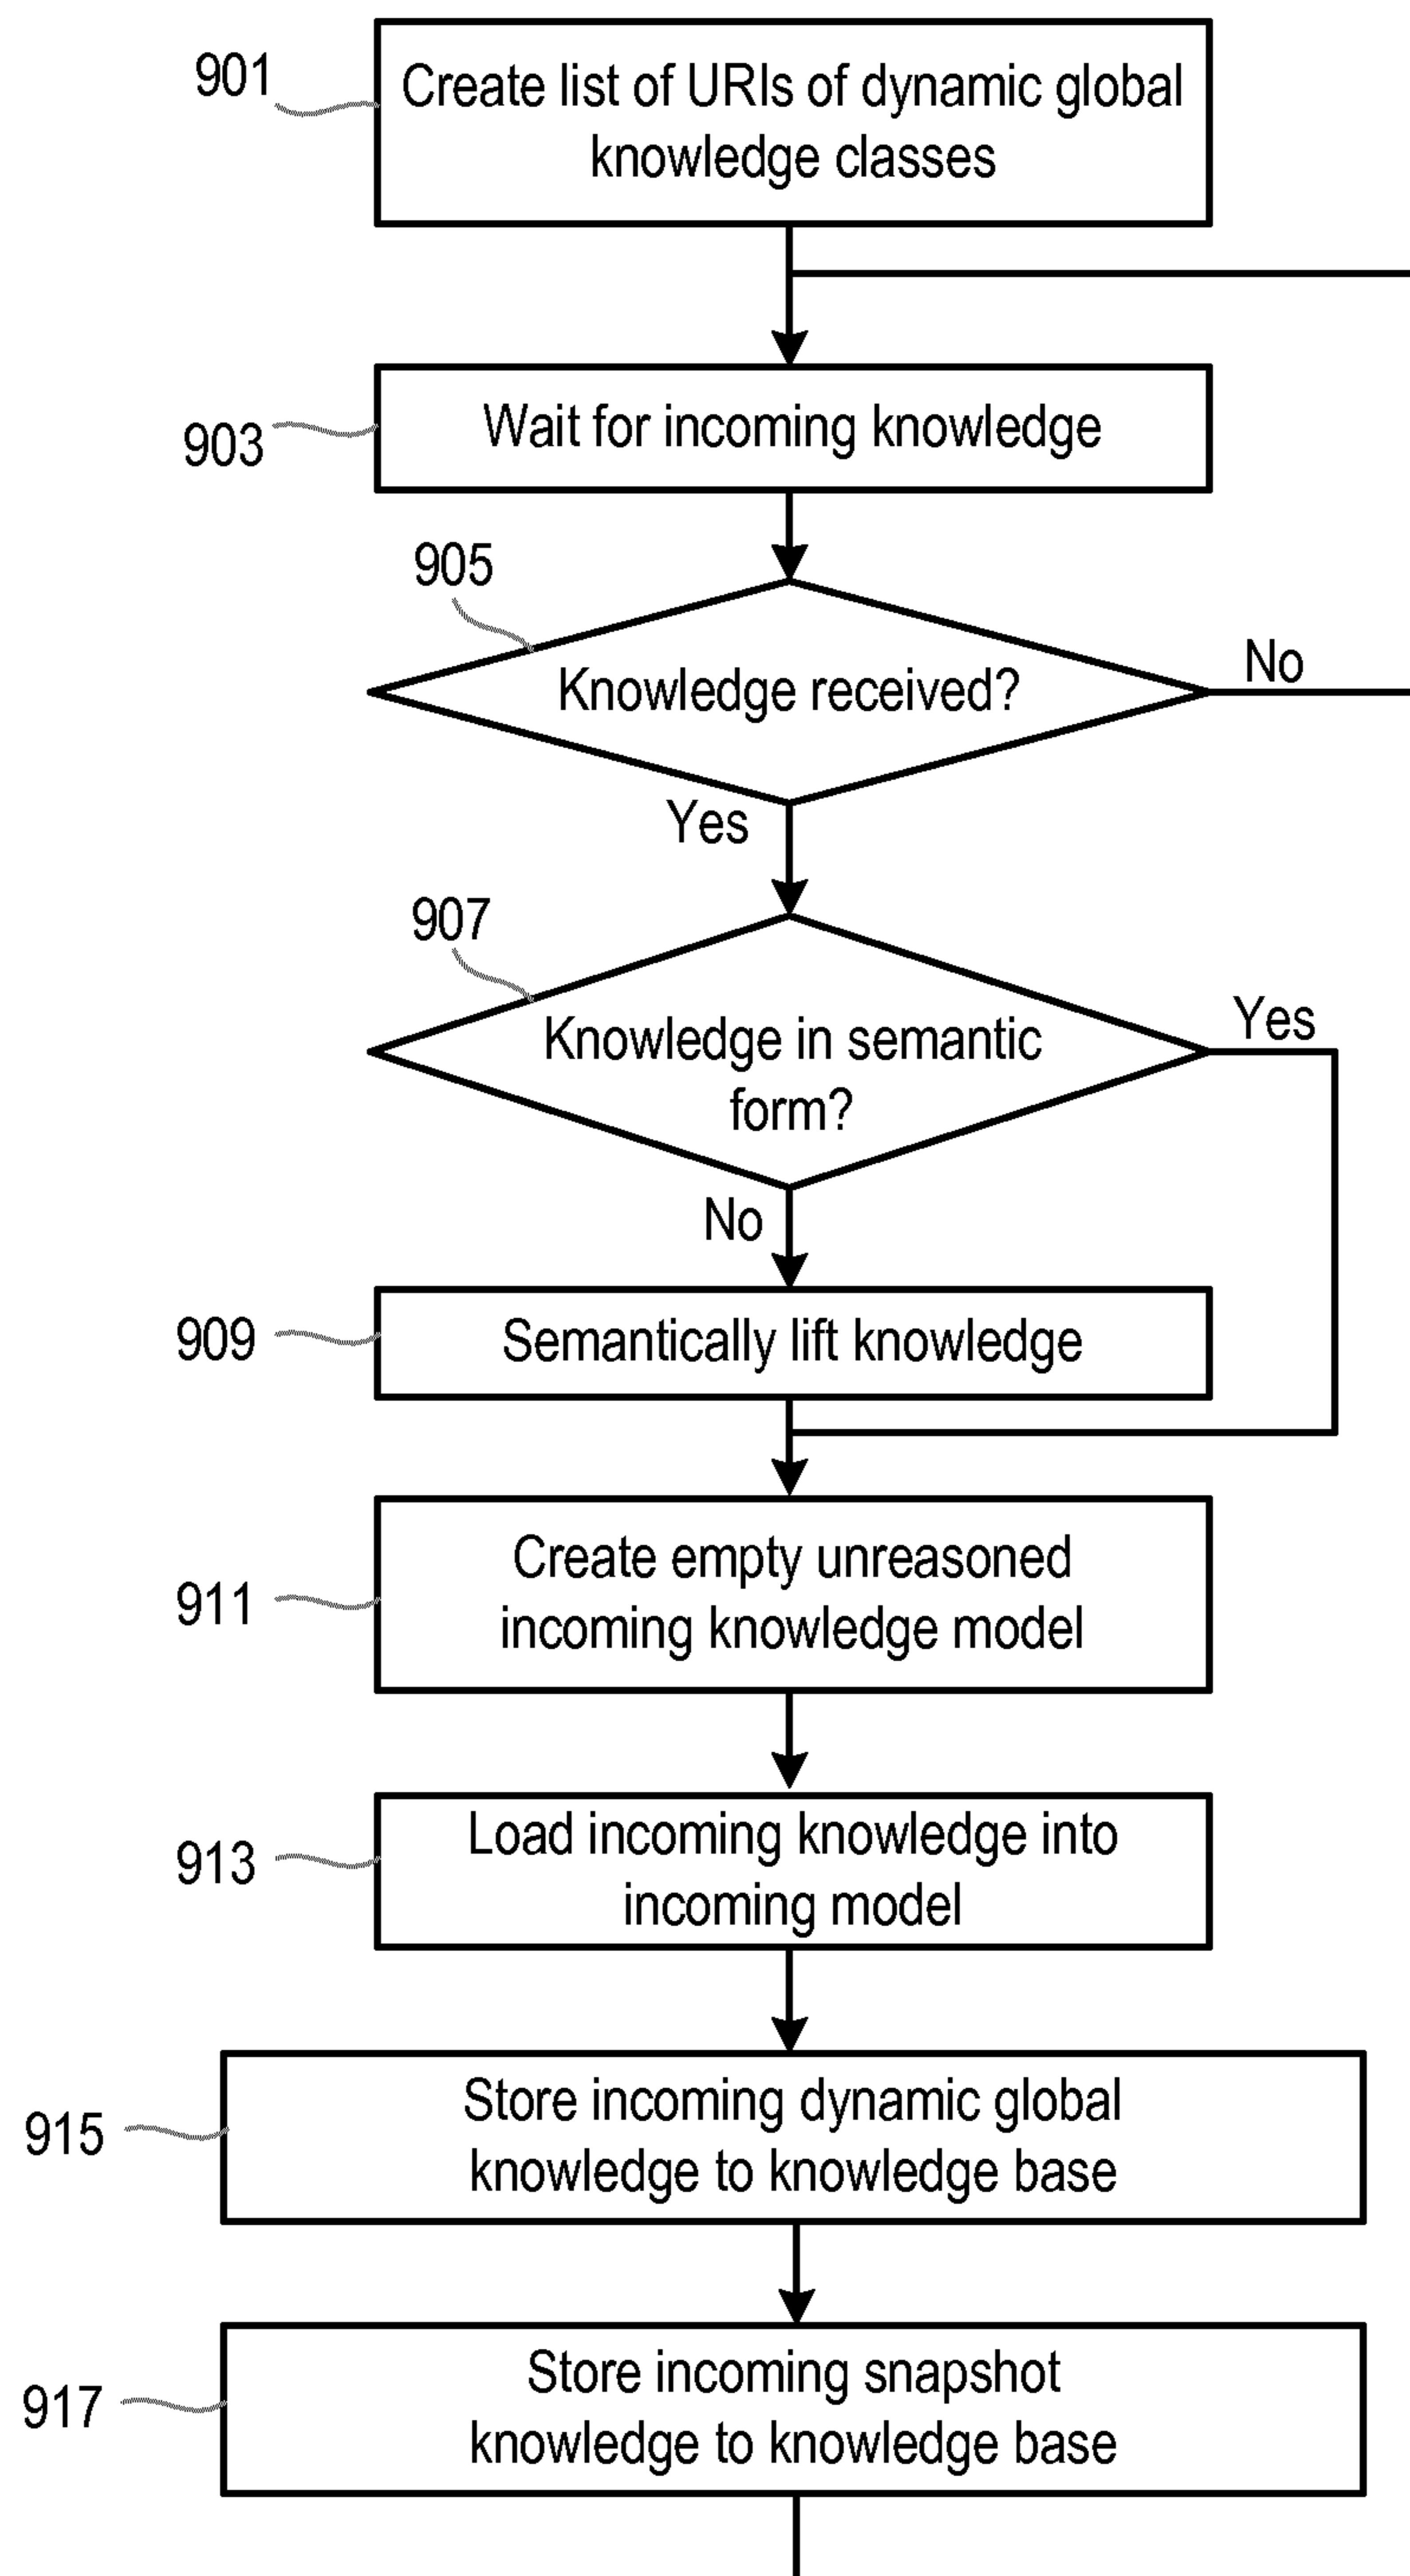 901
Create list of URIs of dynamic global
knowledge classes
903
Wait for incoming knowledge
905
Knowledge received?
No
Yes
907
Knowledge in semantic
form?
Yes
No
909
Semantically lift knowledge
911
Create empty unreasoned
incoming knowledge model
913
Load incoming knowledge into
incoming model
915
Store incoming dynamic global
knowledge to knowledge base
917
Store incoming snapshot
knowledge to knowledge base